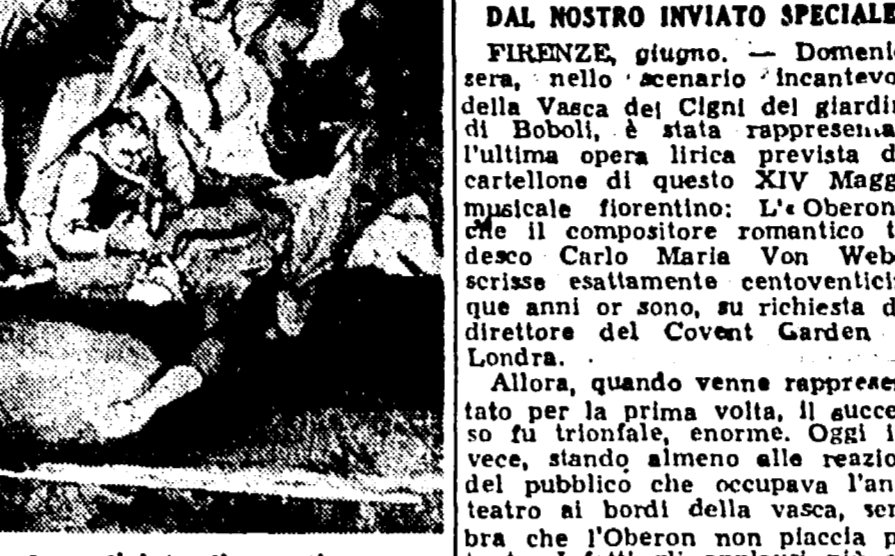 DAL NOSTRO INVIATO SPECIALE
FIRENZE, giugno. — Domeni
sera, nello scenario incantevo
della Vasca dei Cigni del giardi
di Boboli, è stata rappresenta
l'ultima opera lirica prevista d
cartellone di questo XIV Magg
musicale fiorentino: L'« Oberon
che il compositore romantico t
desco Carlo Maria Von Web
scrisse esattamente centoventici
que anni or sono, su richiesta d
direttore del Covent Garden
Londra.
Allora, quando venne rappresen
tato per la prima volta, il succe
so fu trionfale, enorme. Oggi i
vece, stando almeno alle reazio
del pubblico che occupava l'an
teatro ai bordi della vasca, sem
bra che l'Oberon non piaccia p